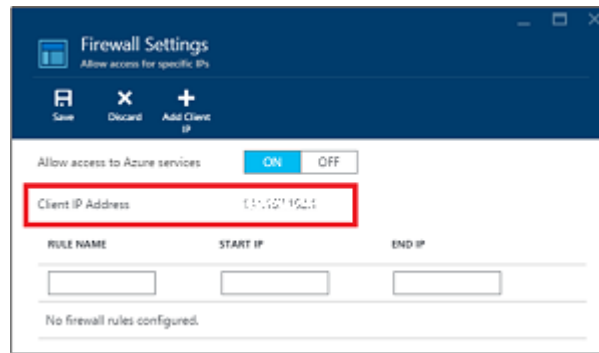 Firewall Settings
Allow access for specific IPs
Save Discard Add Client IP
Allow access to Azure services ON OFF
Client IP Address
RULE NAME START IP END IP
No firewall rules configured.